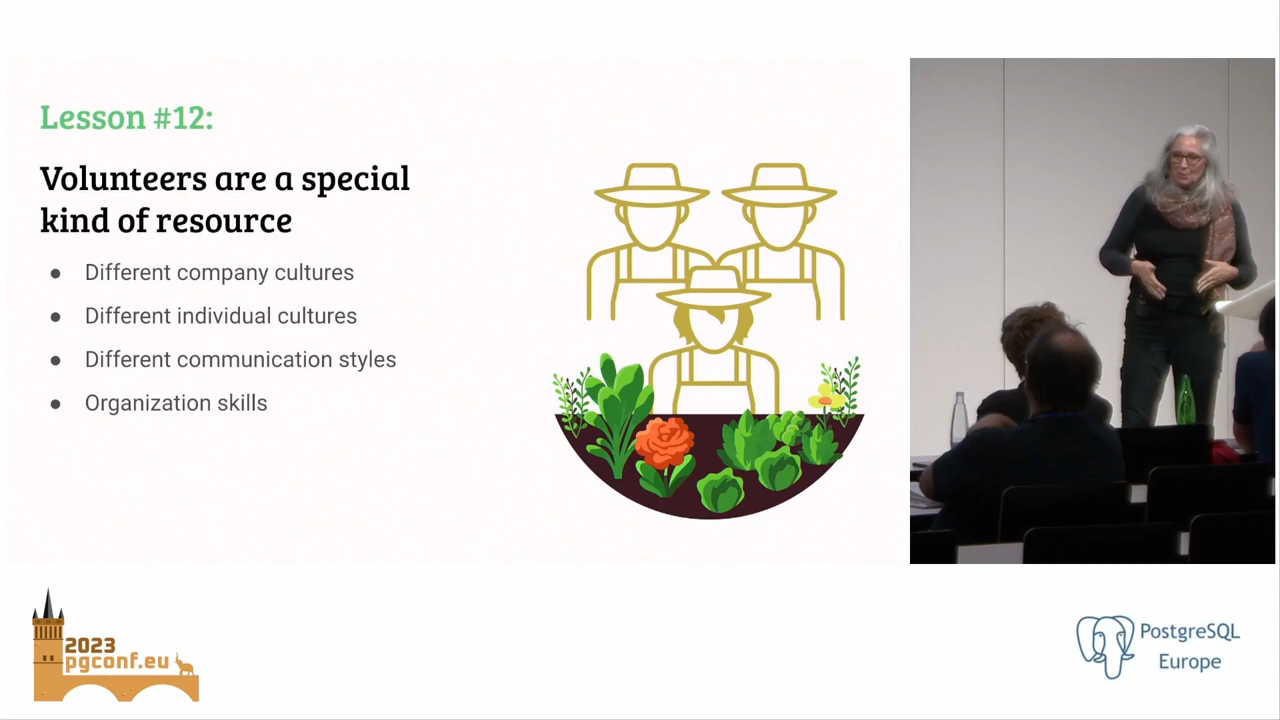 Lesson #12:
Volunteers are a special
kind of resource
● Different company cultures
● Different individual cultures
● Different communication styles
● Organization skills
2023
pgconf.eu
PostgreSQL
Europe